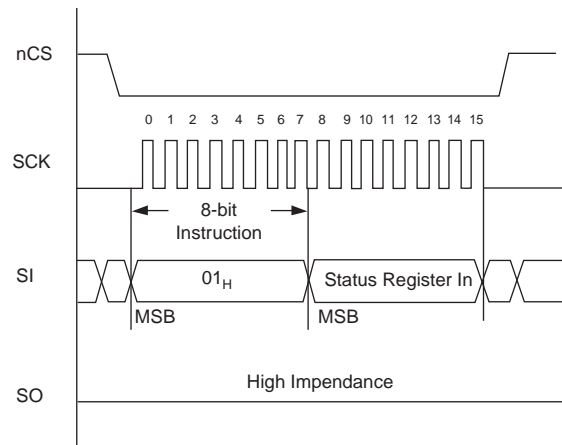 nCS
0 1 2 3 4 5 6 7 8 9 10 11 12 13 14 15
SCK
8-bit
Instruction
SI
01H
Status Register In
MSB
MSB
High Impendance
SO